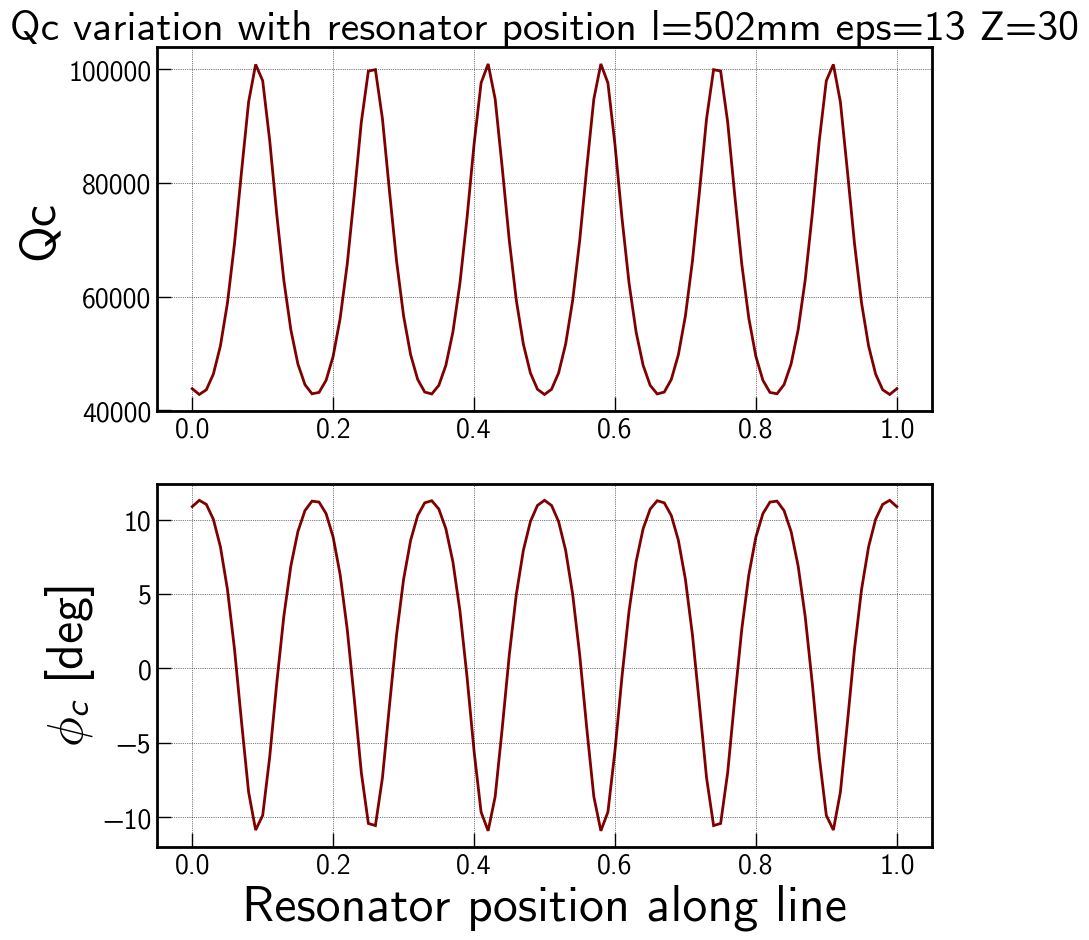 Qc variation with resonator position l=502mm eps=13 Z=30
100000
80000
60000
40000
Qc
0.0 0.2 0.4 0.6 0.8 1.0
10
5
0
−5
−10
ϕc [deg]
0.0 0.2 0.4 0.6 0.8 1.0
Resonator position along line